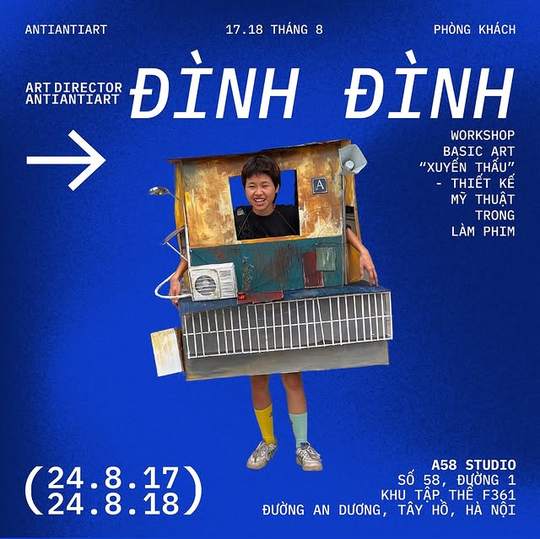 ANTIANTIART
17.18 THÁNG 8
PHÒNG KHÁCH
ART DIRECTOR
ANTIANTIART
ĐÌNH ĐÌNH
WORKSHOP
BASIC ART
“XUYẾN THẤU”
- THIẾT KẾ
MỸ THUẬT
TRONG
LÀM PHIM
A
(24.8.17
24.8.18)
A58 STUDIO
SỐ 58, ĐƯỜNG 1
KHU TẬP THỂ F361
ĐƯỜNG AN DƯƠNG, TÂY HỒ, HÀ NỘI